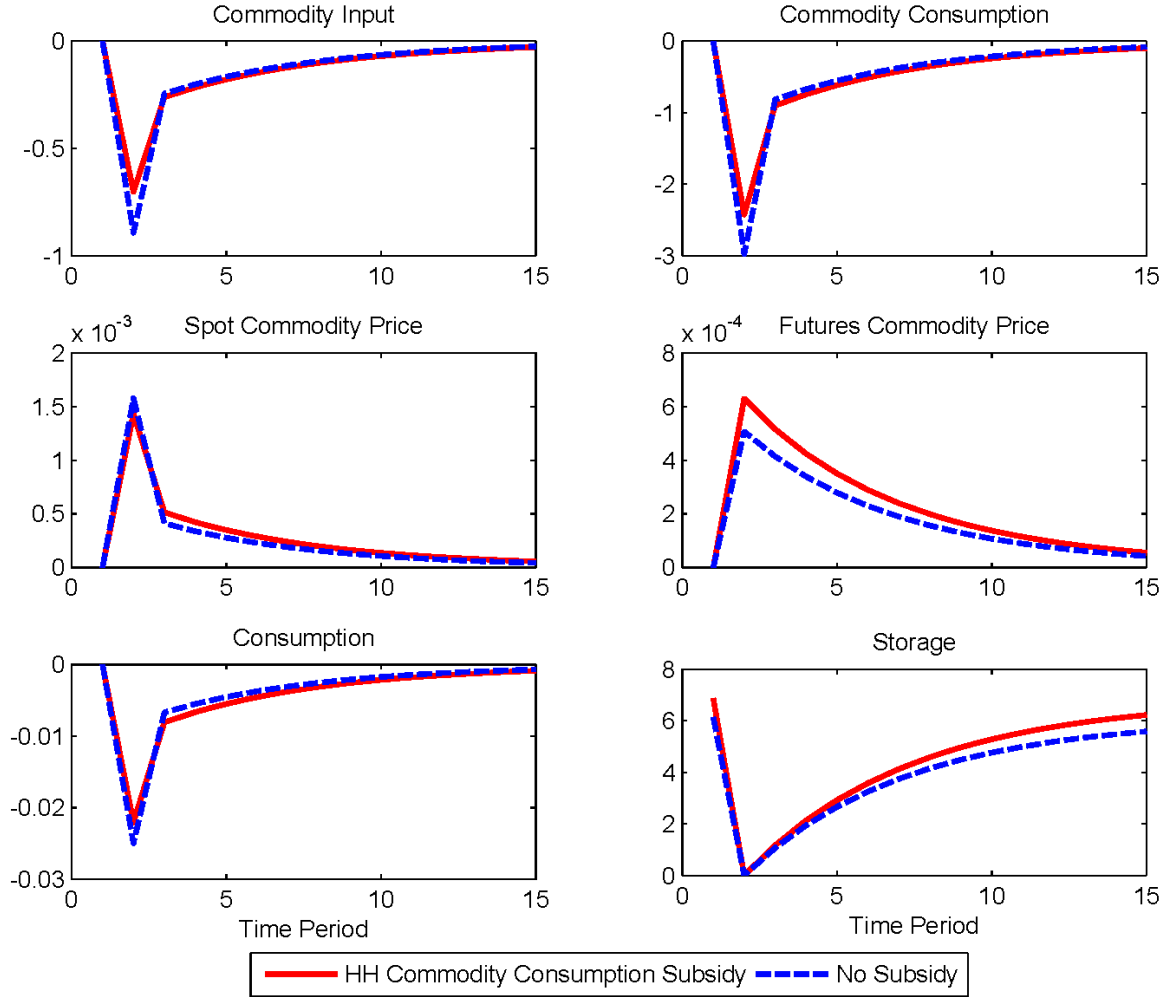 Commodity Input
0
-0.5
-1
0 5 10 15
Commodity Consumption
0
-1
-2
-3
0 5 10 15
x 10^-3
Spot Commodity Price
2
1.5
1
0.5
0
0 5 10 15
x 10^-4
Futures Commodity Price
8
6
4
2
0
0 5 10 15
Consumption
0
-0.01
-0.02
-0.03
0 5 10 15
Time Period
Storage
8
6
4
2
0
0 5 10 15
Time Period
HH Commodity Consumption Subsidy No Subsidy